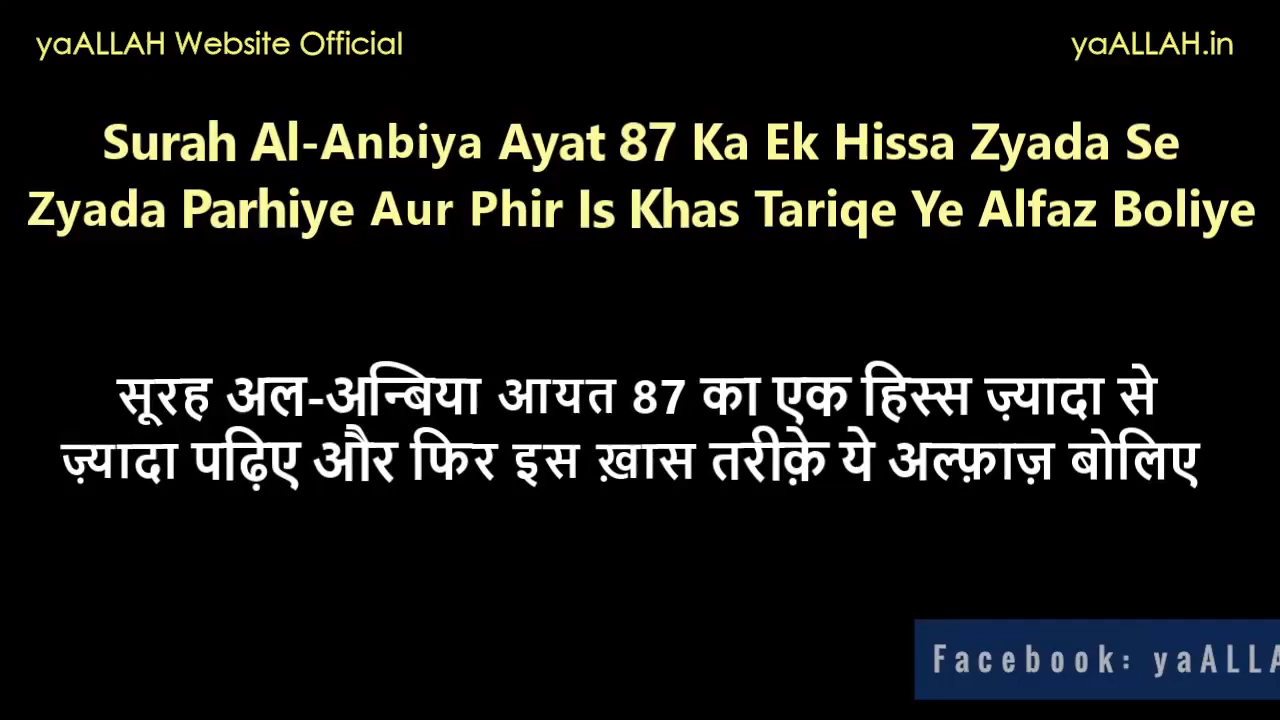 yaALLAH Website Official
yaALLAH.in
Surah Al-Anbiya Ayat 87 Ka Ek Hissa Zyada Se
Zyada Parhiye Aur Phir Is Khas Tariqe Ye Alfaz Boliye
सूरह अल-अन्बिया आयत 87 का एक हिस्स ज़्यादा से
ज़्यादा पढ़िए और फिर इस ख़ास तरीक़े ये अल्फ़ाज़ बोलिए
Facebook: yaALLA